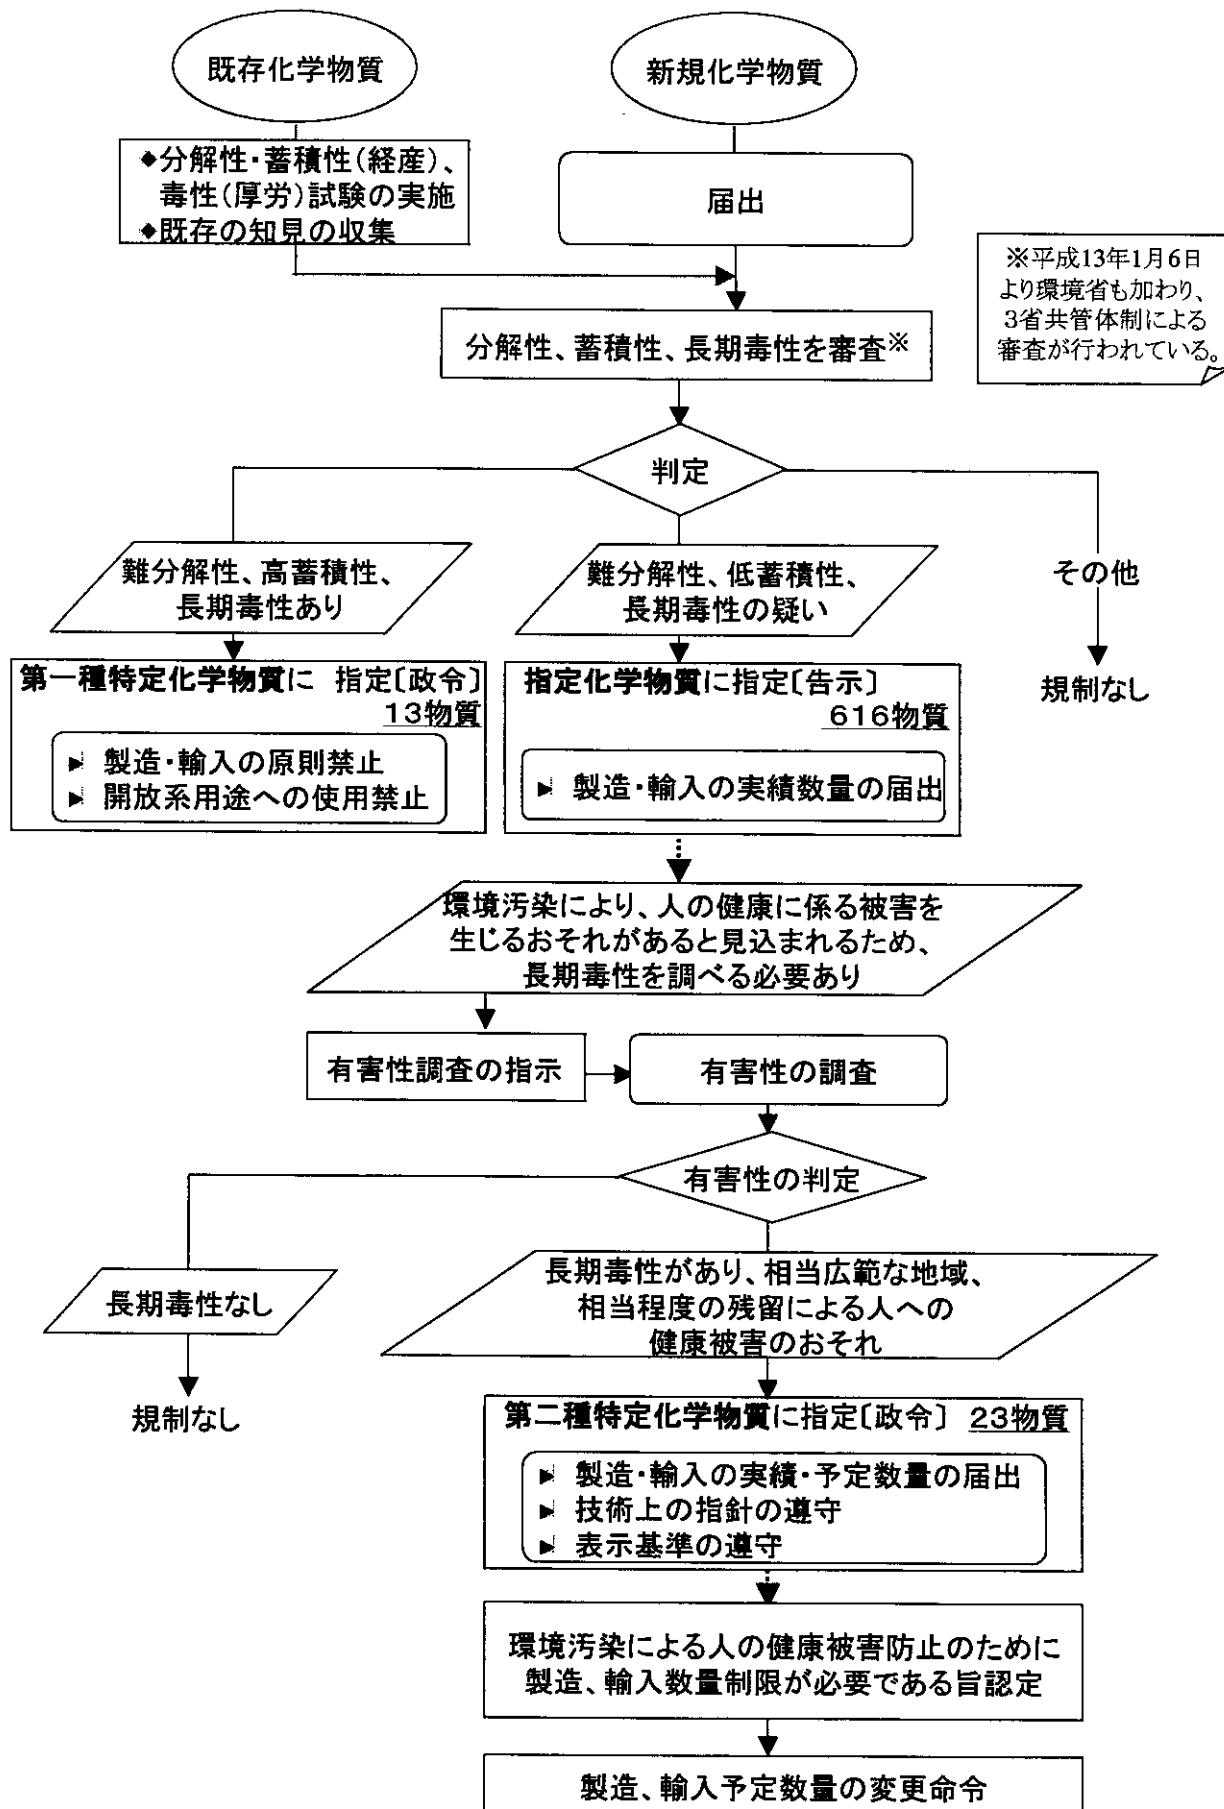 既存化学物質
新規化学物質
◆分解性・蓄積性(経産)、
毒性(厚労)試験の実施
◆既存の知見の収集
届出
※平成13年1月6日
より環境省も加わり、
3省共管体制による
審査が行われている。
分解性、蓄積性、長期毒性を審査※
判定
難分解性、高蓄積性、
長期毒性あり
難分解性、低蓄積性、
長期毒性の疑い
その他
第一種特定化学物質に 指定〔政令〕
13物質
► 製造・輸入の原則禁止
► 開放系用途への使用禁止
指定化学物質に指定〔告示〕
616物質
► 製造・輸入の実績数量の届出
規制なし
環境汚染により、人の健康に係る被害を
生じるおそれがあると見込まれるため、
長期毒性を調べる必要あり
有害性調査の指示
有害性の調査
有害性の判定
長期毒性なし
規制なし
長期毒性があり、相当広範な地域、
相当程度の残留による人への
健康被害のおそれ
第二種特定化学物質に指定〔政令〕 23物質
► 製造・輸入の実績・予定数量の届出
► 技術上の指針の遵守
► 表示基準の遵守
環境汚染による人の健康被害防止のために
製造、輸入数量制限が必要である旨認定
製造、輸入予定数量の変更命令